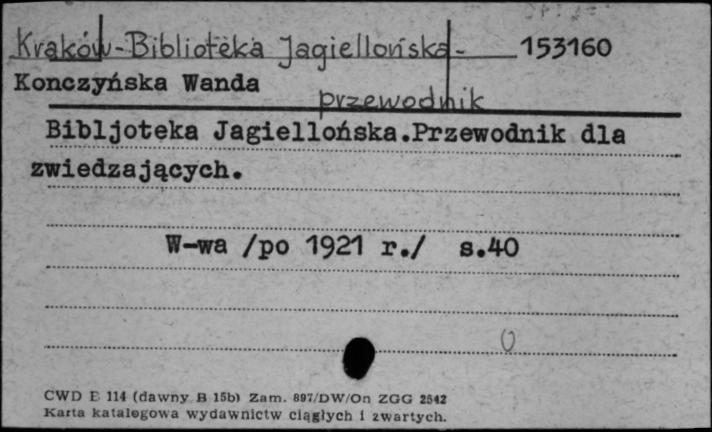 Kraków-Biblioteka Jagiellońska- 153160
Konczyńska Wanda
przewodnik
Bibljoteka Jagiellońska.Przewodnik dla
zwiedzających.
W-wa /po 1921 r./ s.40
CWD E 114 (dawny B 15b) Zam. 897/DW/On ZGG 2542
Karta katalogowa wydawnictw ciągłych i zwartych.